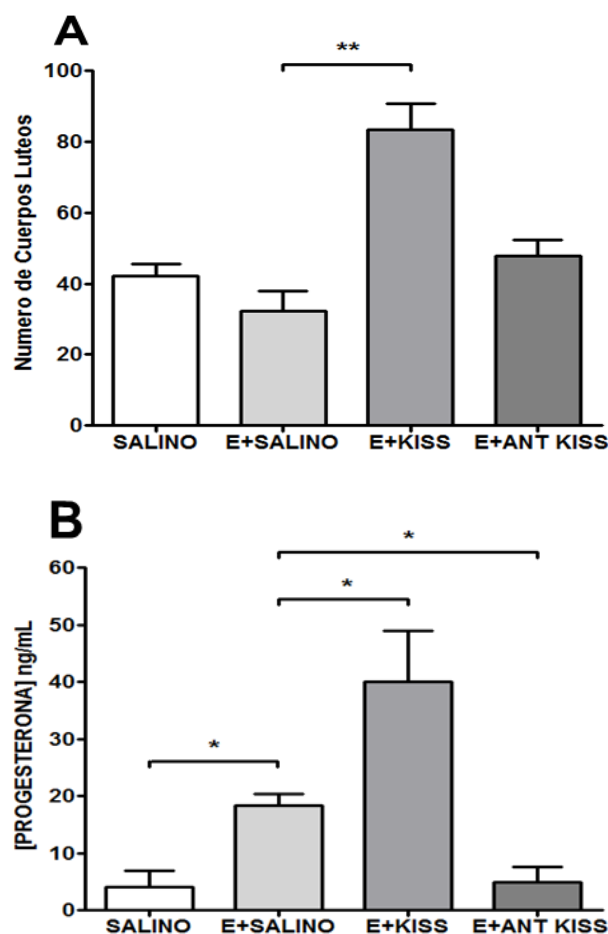 A
**
100
80
60
40
20
0
Numero de Cuerpos Luteos
SALINO E+SALINO E+KISS E+ANT KISS
B
*
*
*
60
50
40
30
20
10
0
[PROGESTERONA] ng/mL
SALINO E+SALINO E+KISS E+ANT KISS